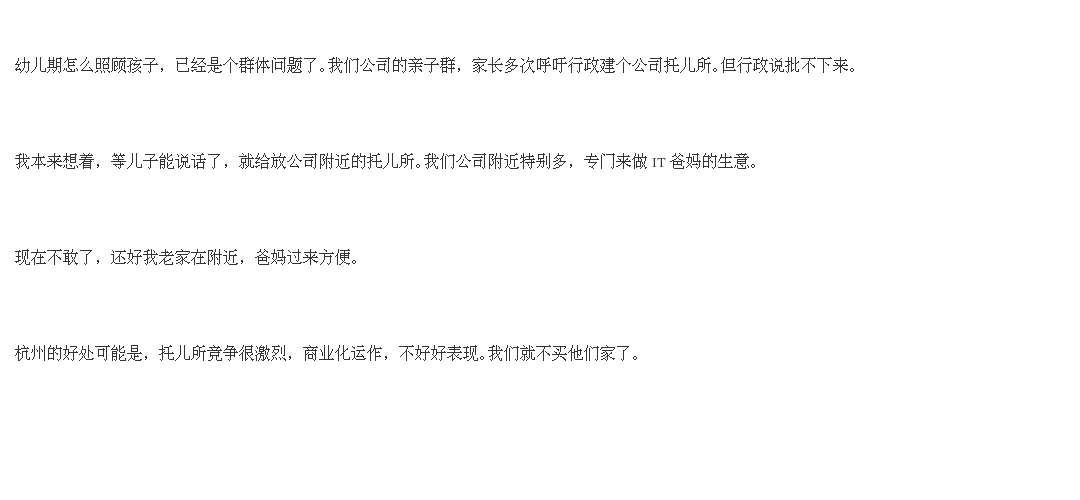 幼儿期怎么照顾孩子，已经是个群体问题了。我们公司的亲子群，家长多次呼吁行政建个公司托儿所。但行政说批不下来。
我本来想着，等儿子能说话了，就给放公司附近的托儿所。我们公司附近特别多，专门来做 IT 爸妈的生意。
现在不敢了，还好我老家在附近，爸妈过来方便。
杭州的好处可能是，托儿所竞争很激烈，商业化运作，不好好表现。我们就不买他们家了。